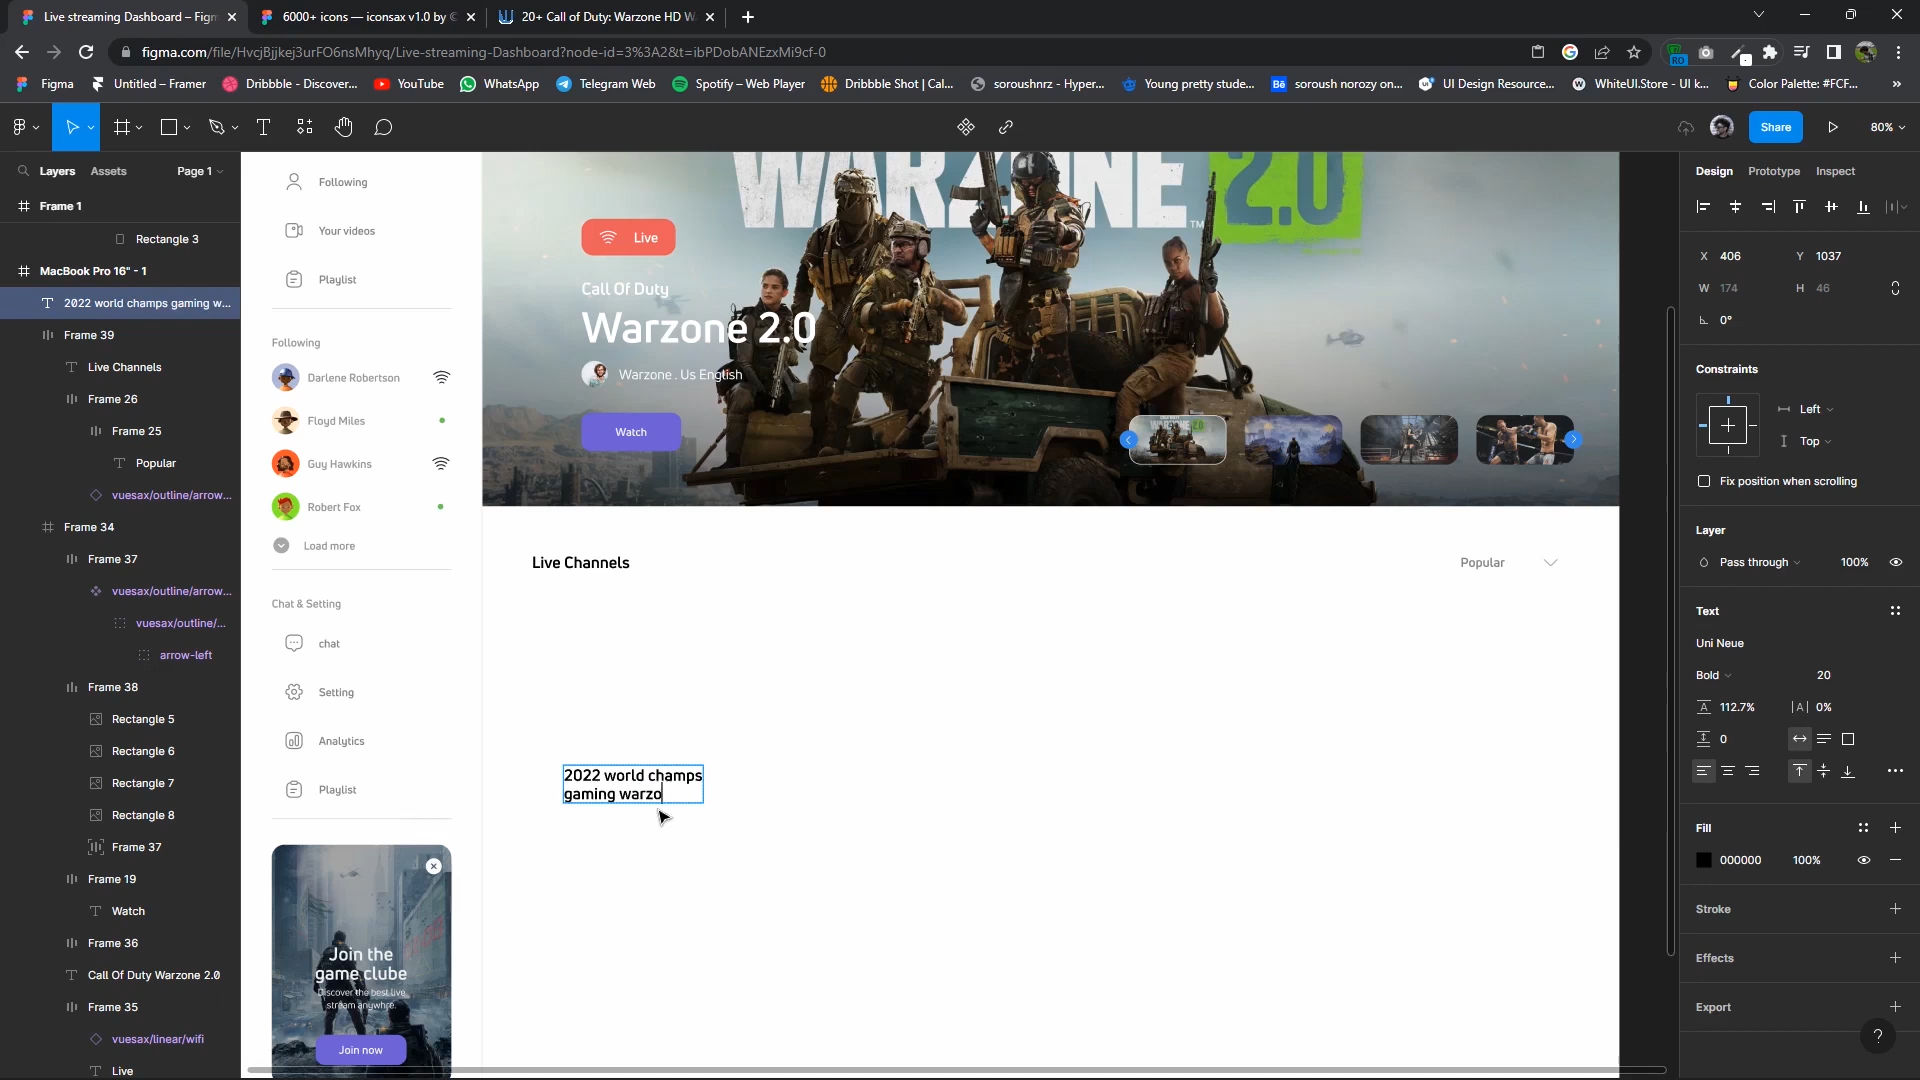 Live streaming Dashboard – Figm
6000+ icons — iconsax v1.0 by
20+ Call of Duty: Warzone HD W
figma.com/file/HvcjBjjkej3urFO6nsMhyq/Live-streaming-Dashboard?node-id=3%3A2&t=ibPDobANEzxMi9cf-0
RO
Figma
Untitled – Framer
Dribbble - Discover...
YouTube
WhatsApp
Telegram Web
Spotify – Web Player
Dribbble Shot | Cal...
soroushnrz - Hyper...
Young pretty stude...
Bē
soroush norozy on...
UI Design Resource...
WhiteUI.Store - UI k...
Color Palette: #FCF...
»
Share
80%
Layers
Assets
Page 1
Frame 1
Rectangle 3
MacBook Pro 16" - 1
2022 world champs gaming w...
Frame 39
Live Channels
Frame 26
Frame 25
Popular
vuesax/outline/arrow...
Frame 34
Frame 37
vuesax/outline/arrow...
vuesax/outline/...
arrow-left
Frame 38
Rectangle 5
Rectangle 6
Rectangle 7
Rectangle 8
Frame 37
Frame 19
Watch
Frame 36
Call Of Duty Warzone 2.0
Frame 35
vuesax/linear/wifi
Live
Following
Your videos
Playlist
Following
Darlene Robertson
Floyd Miles
Guy Hawkins
Robert Fox
Load more
Chat & Setting
chat
Setting
Analytics
Playlist
Join the
game clube
Discover the best live
stream anywhre.
Join now
WARZONE 2.0
TM
Live
Call Of Duty
Warzone 2.0
Warzone . Us English
Watch
Live Channels
Popular
2022 world champs
gaming warzo
Design
Prototype
Inspect
X 406
Y 1037
W 174
H 46
0°
Constraints
Left
Top
Fix position when scrolling
Layer
Pass through
100%
Text
Uni Neue
Bold
20
A 112.7%
|A| 0%
0
Fill
000000
100%
Stroke
Effects
Export
?